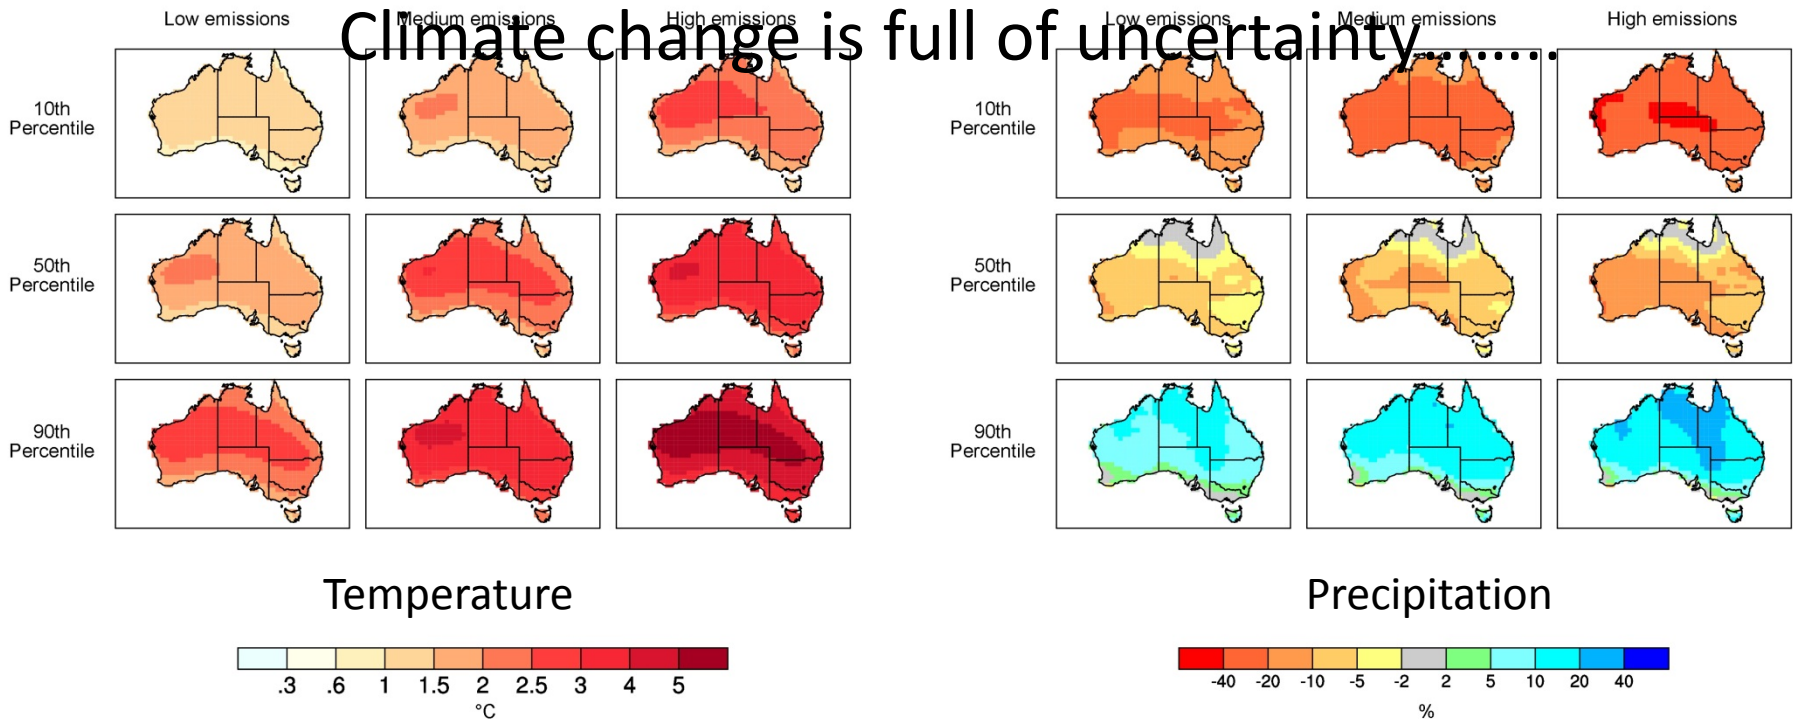 Climate change is full of uncertainty........
Low emissions Medium emissions High emissions
10th
Percentile
50th
Percentile
90th
Percentile
Temperature
.3 .6 1 1.5 2 2.5 3 4 5
°C
Low emissions Medium emissions High emissions
10th
Percentile
50th
Percentile
90th
Percentile
Precipitation
-40 -20 -10 -5 -2 2 5 10 20 40
%